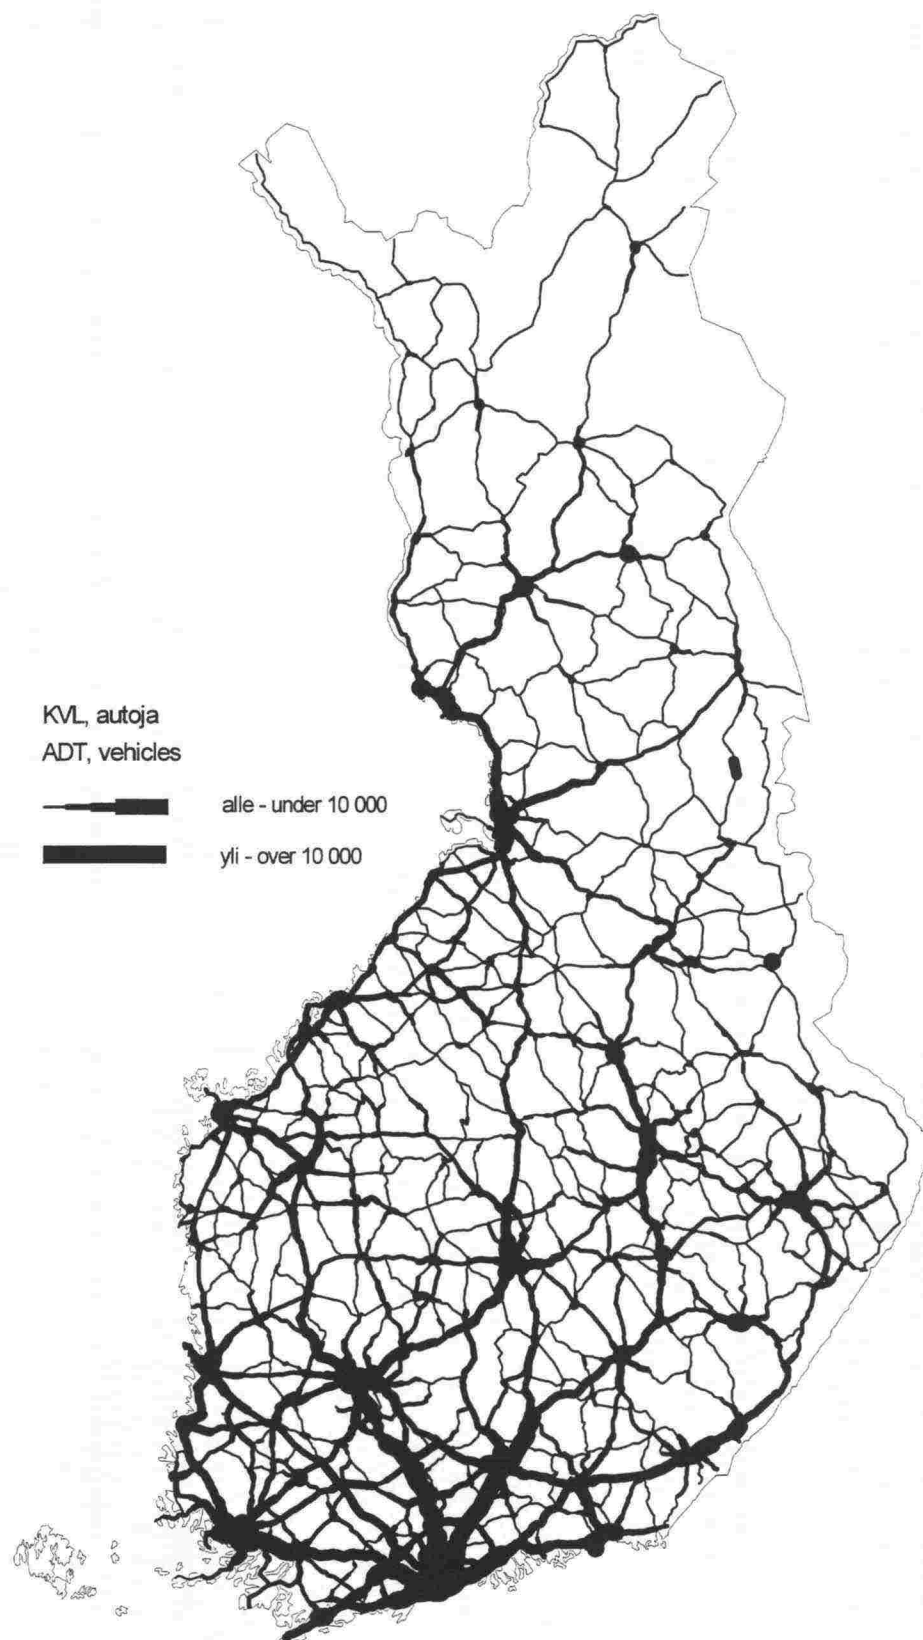 KVL, autoja
ADT, vehicles
alle - under 10 000
yli - over 10 000